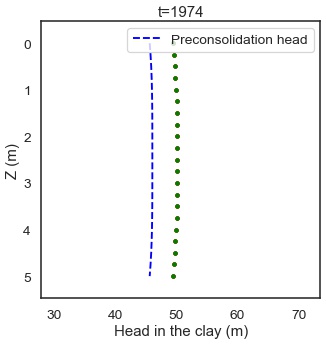 t=1974
Preconsolidation head
0
1
2
3
4
5
Z (m)
30 40 50 60 70
Head in the clay (m)